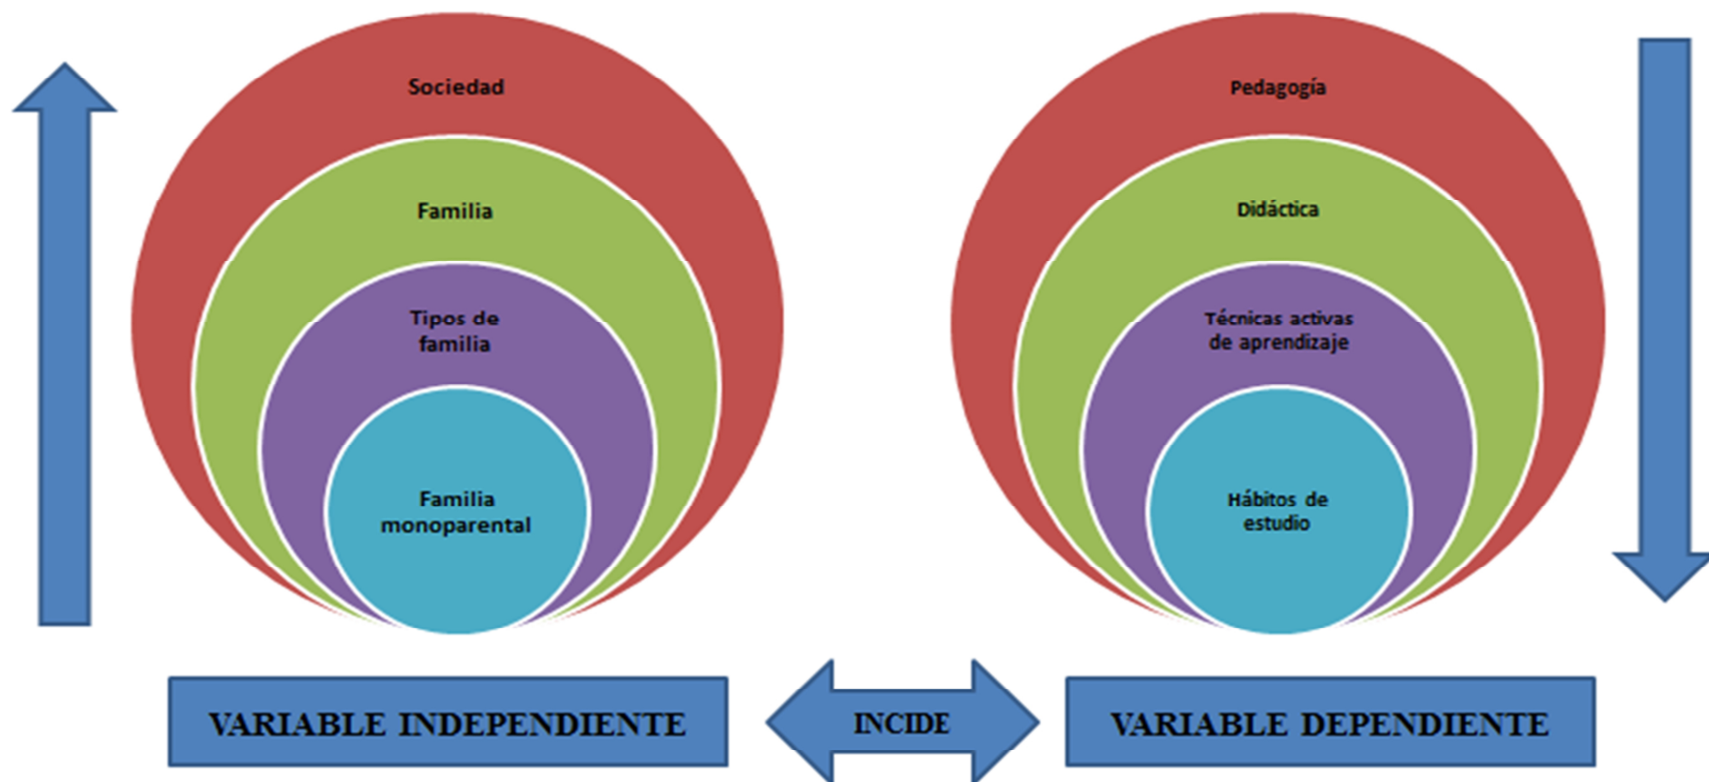 Sociedad
Familia
Tipos de
familia
Familia
monoparental
Pedagogía
Didáctica
Técnicas activas
de aprendizaje
Hábitos de
estudio
VARIABLE INDEPENDIENTE
INCIDE
VARIABLE DEPENDIENTE